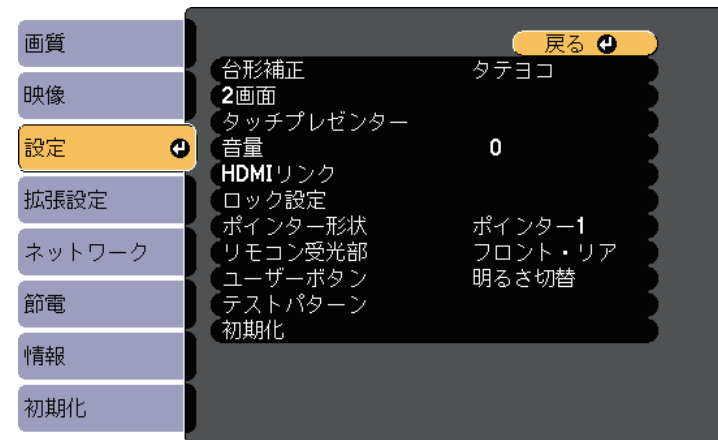 画質
映像
設定
拡張設定
ネットワーク
節電
情報
初期化
戻る
台形補正 タテヨコ
2画面
タッチプレゼンター
音量 0
HDMIリンク
ロック設定
ポインター形状 ポインター1
リモコン受光部 フロント・リア
ユーザーボタン 明るさ切替
テストパターン
初期化